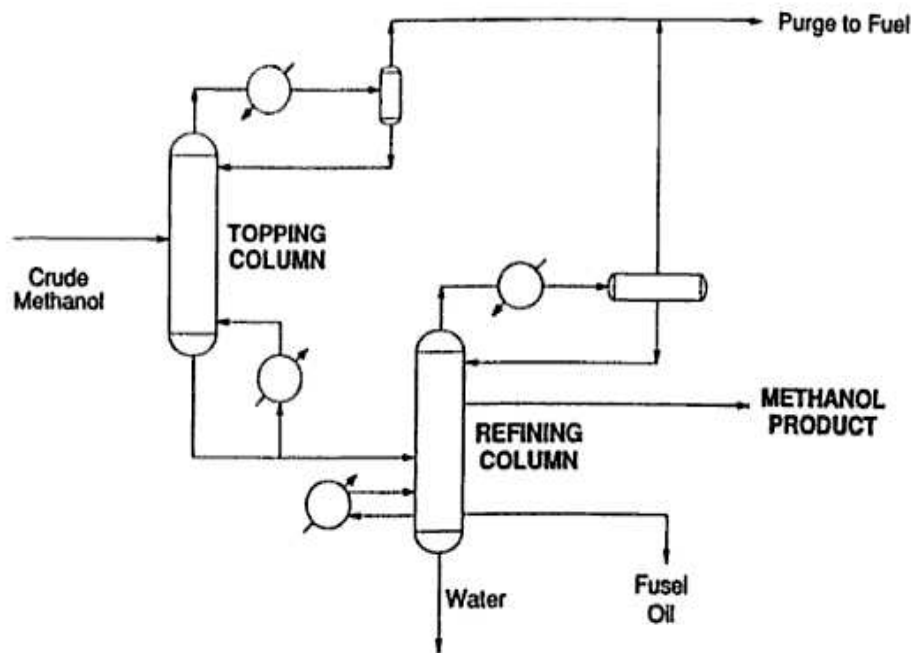 Purge to Fuel
TOPPING
COLUMN
Crude
Methanol
METHANOL
PRODUCT
REFINING
COLUMN
Water
Fusel
Oil